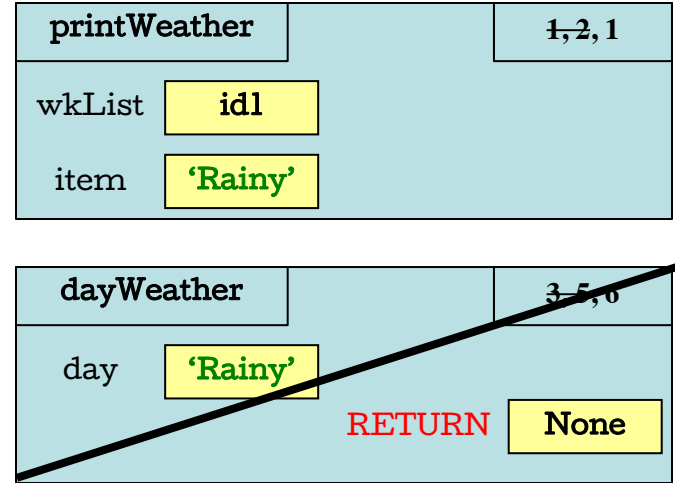 printWeather 1, 2, 1
wkList id1
item ‘Rainy’
dayWeather 3, 5, 6
day ‘Rainy’
RETURN None